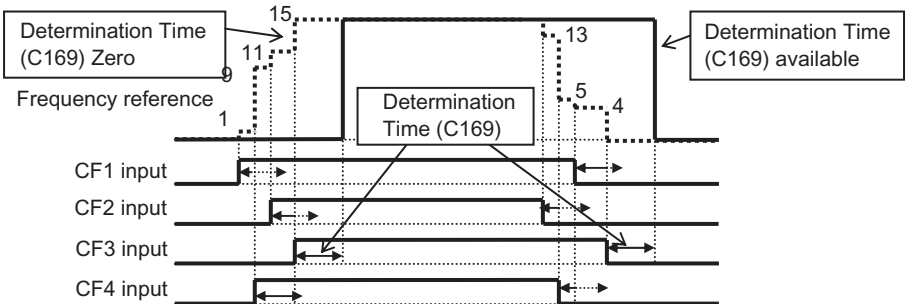 Determination Time
(C169) Zero
15
11
9
Frequency reference
1
Determination
Time (C169)
13
5
4
Determination Time
(C169) available
CF1 input
CF2 input
CF3 input
CF4 input